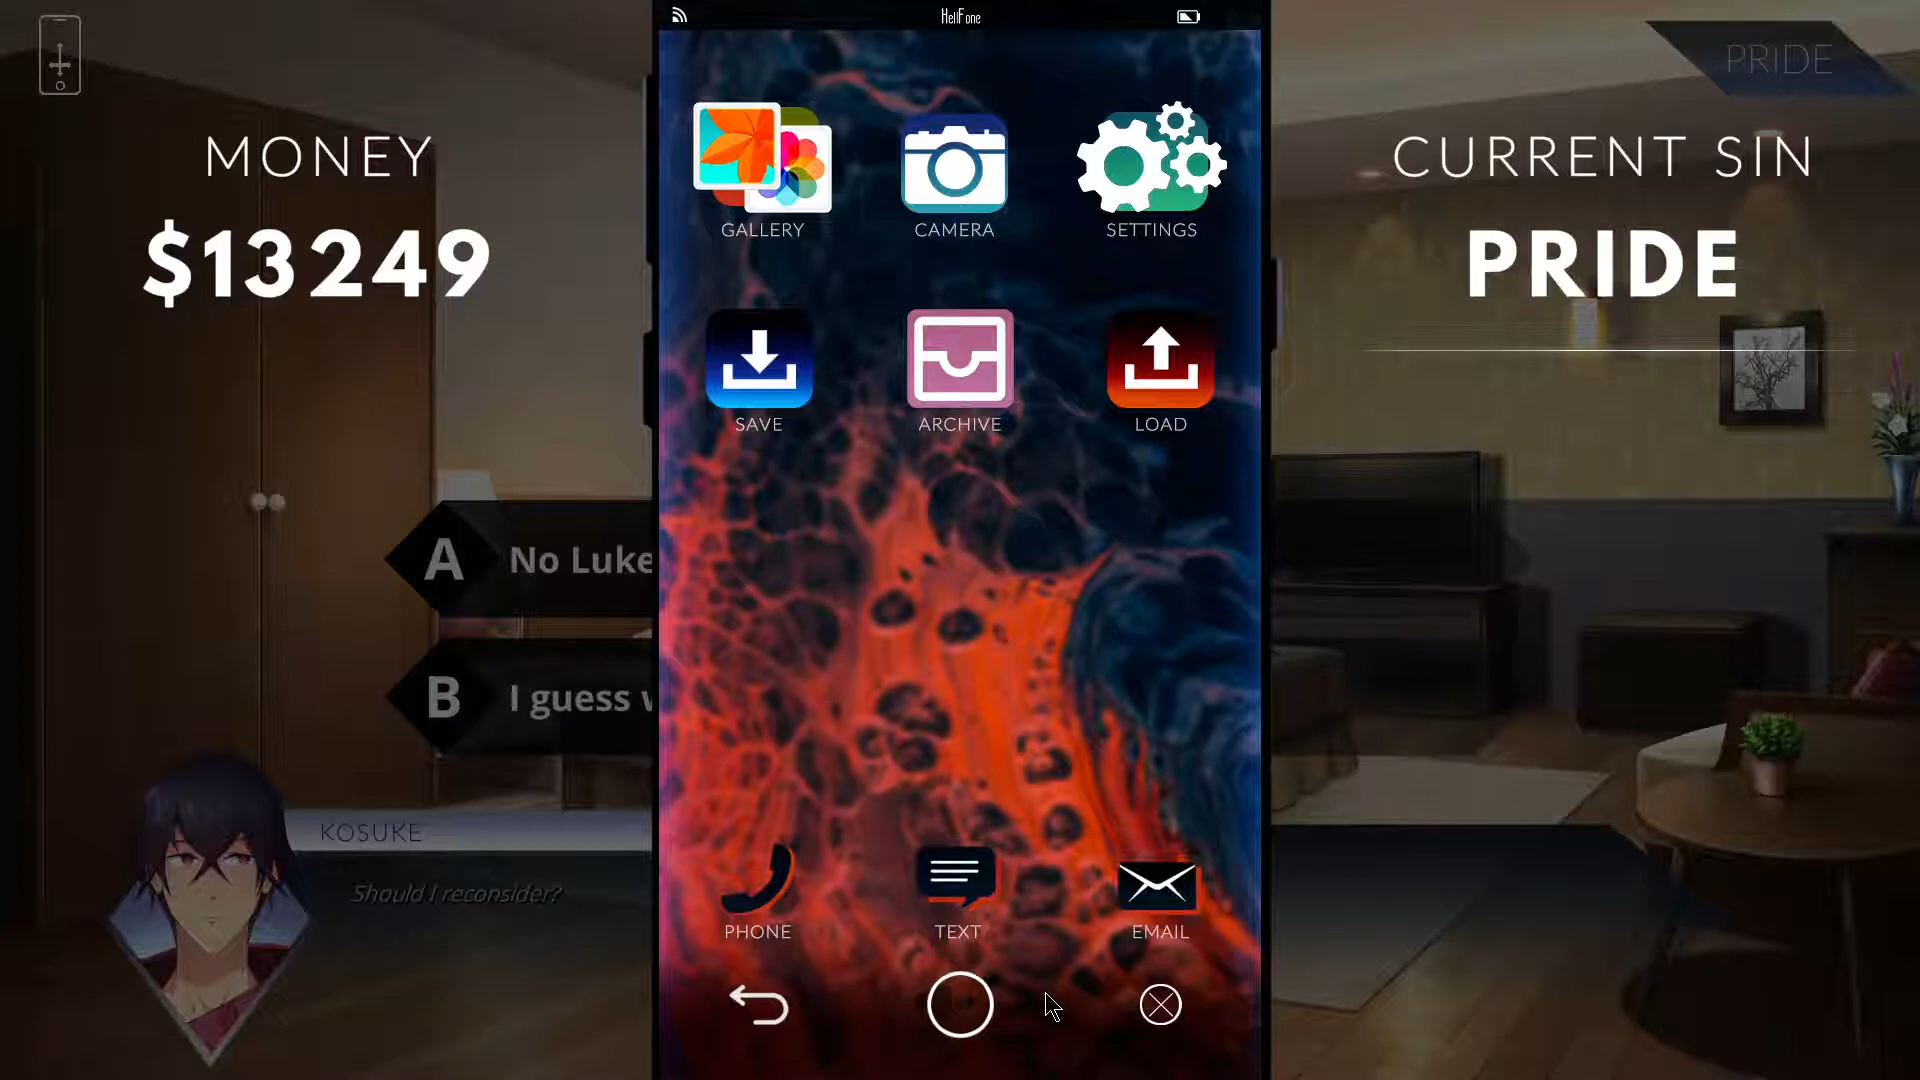 HellFone
PRIDE
MONEY
$13249
CURRENT SIN
PRIDE
GALLERY
CAMERA
SETTINGS
SAVE
ARCHIVE
LOAD
A
No Luke
B
I guess
KOSUKE
Should I reconsider?
PHONE
TEXT
EMAIL